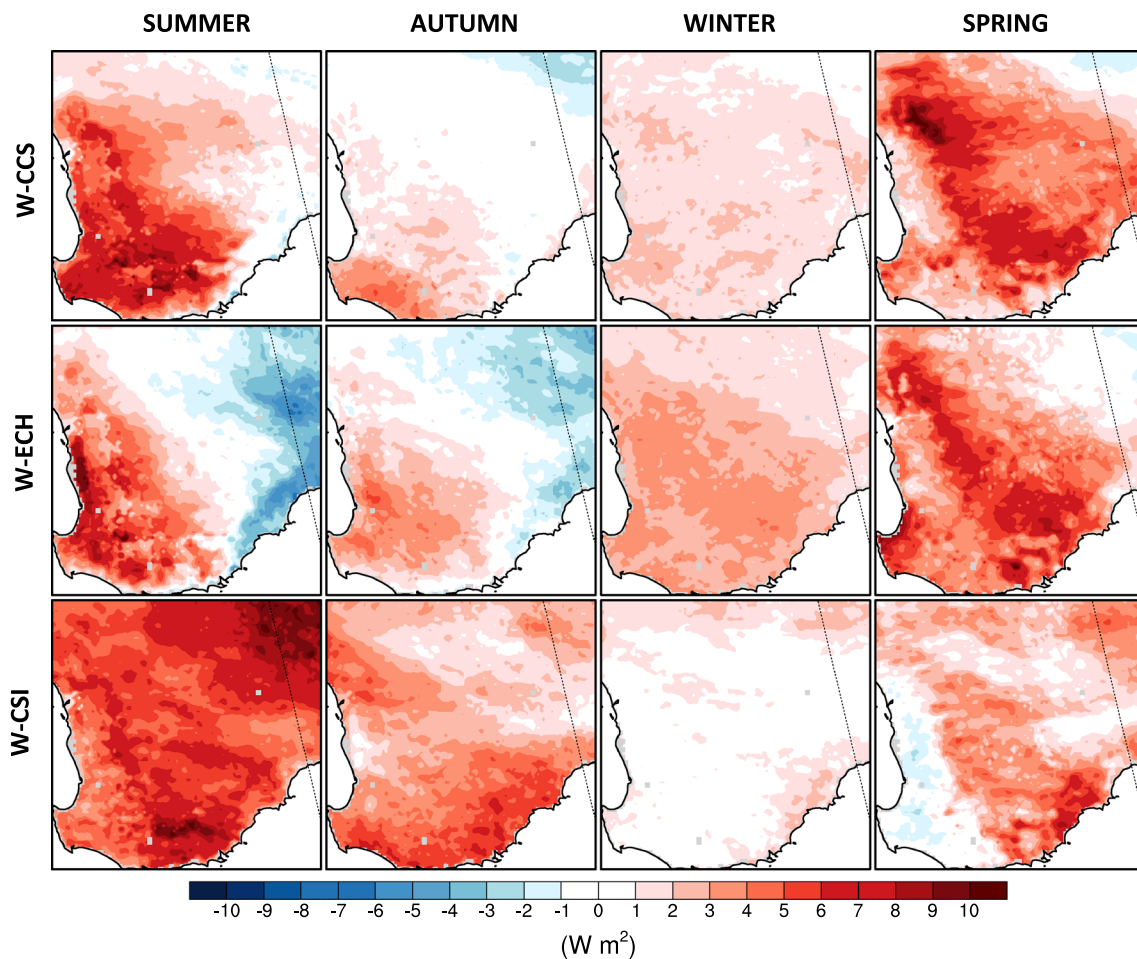 SUMMER AUTUMN WINTER SPRING
W-CCS
W-ECH
W-CSI
-10 -9 -8 -7 -6 -5 -4 -3 -2 -1 0 1 2 3 4 5 6 7 8 9 10
(W m²)